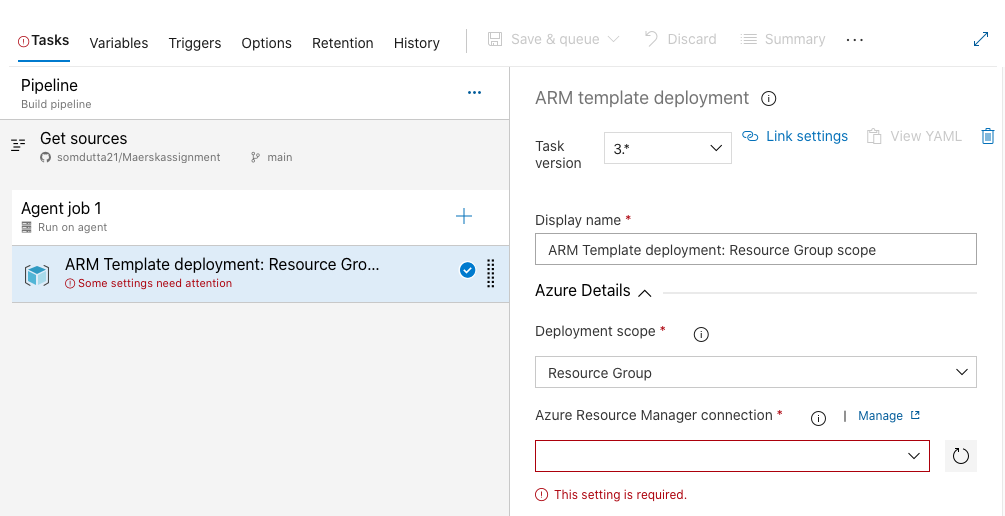 Tasks
Variables
Triggers
Options
Retention
History
Save & queue
Discard
Summary
Pipeline
Build pipeline
Get sources
somdutta21/Maerskassignment
main
Agent job 1
Run on agent
ARM Template deployment: Resource Gro...
Some settings need attention
ARM template deployment
Task
version
3.*
Link settings
View YAML
Display name *
ARM Template deployment: Resource Group scope
Azure Details
Deployment scope *
Resource Group
Azure Resource Manager connection *
| Manage
This setting is required.